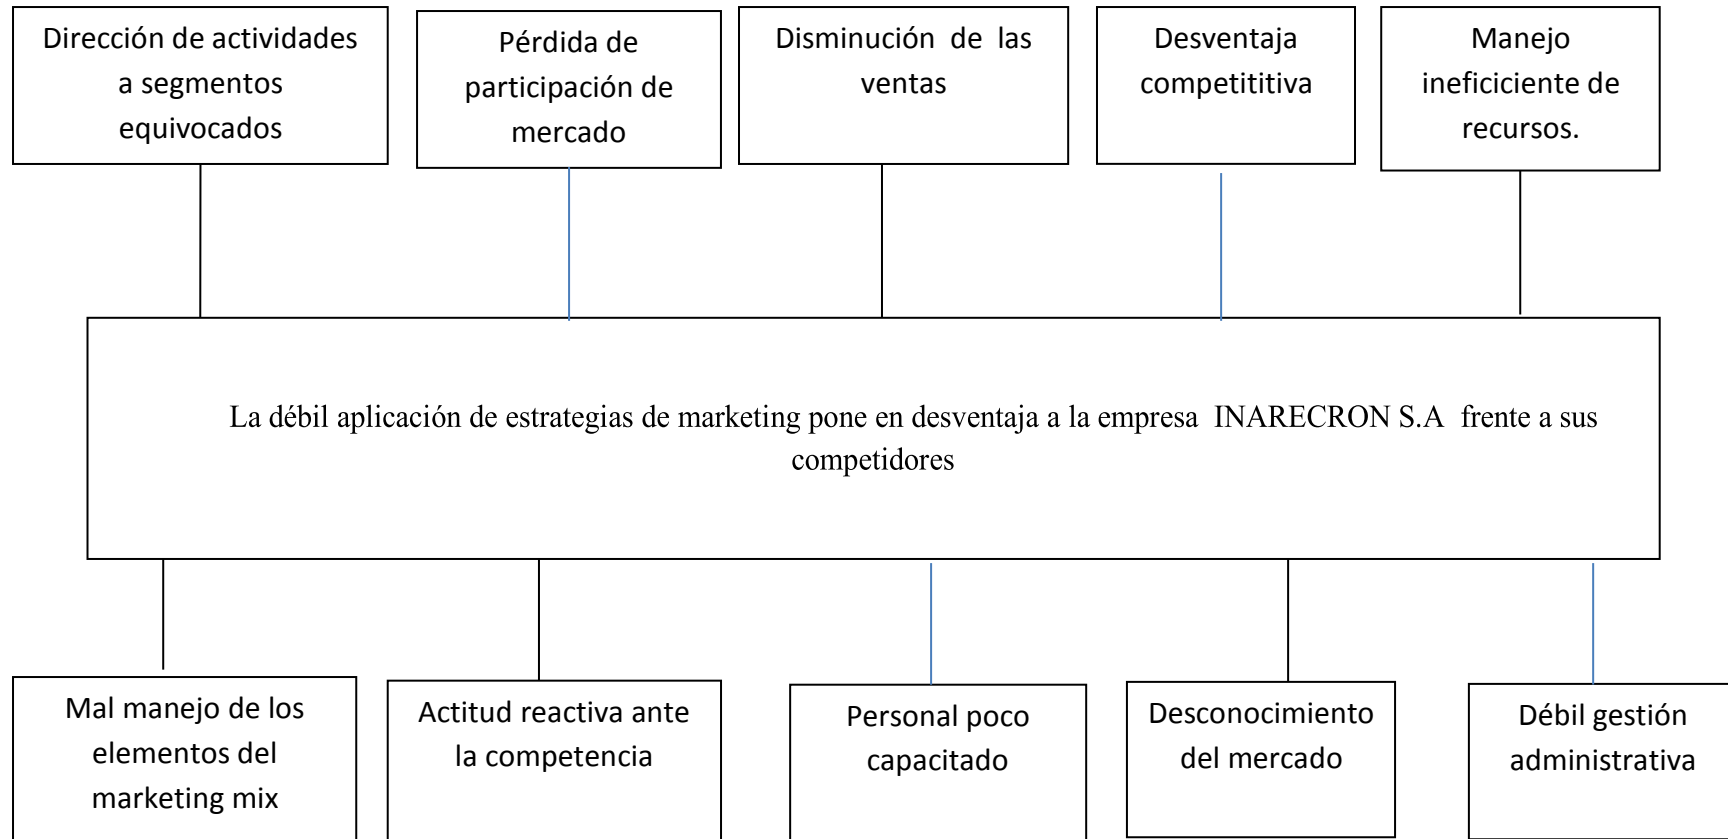 Dirección de actividades
a segmentos
equivocados
Pérdida de
participación de
mercado
Disminución de las
ventas
Desventaja
competititiva
Manejo
ineficiciente de
recursos.
La débil aplicación de estrategias de marketing pone en desventaja a la empresa INARECRON S.A frente a sus
competidores
Mal manejo de los
elementos del
marketing mix
Actitud reactiva ante
la competencia
Personal poco
capacitado
Desconocimiento
del mercado
Débil gestión
administrativa